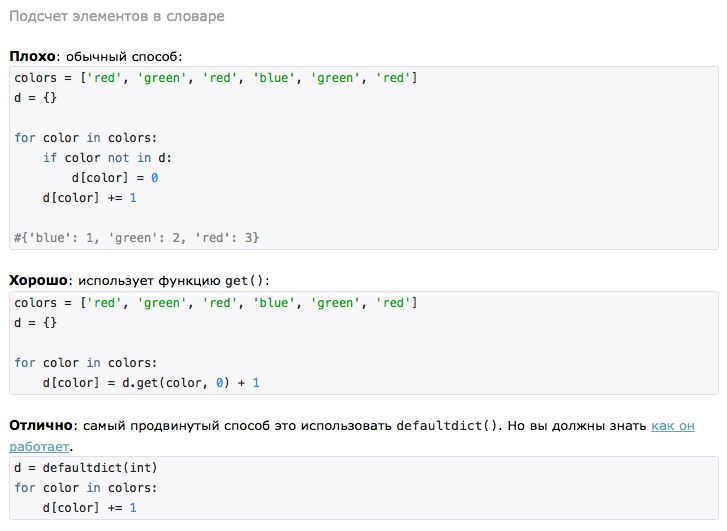 Подсчет элементов в словаре
Плохо: обычный способ:
colors = ['red', 'green', 'red', 'blue', 'green', 'red']
d = {}
for color in colors:
    if color not in d:
        d[color] = 0
    d[color] += 1
#{'blue': 1, 'green': 2, 'red': 3}
Хорошо: использует функцию get():
colors = ['red', 'green', 'red', 'blue', 'green', 'red']
d = {}
for color in colors:
    d[color] = d.get(color, 0) + 1
Отлично: самый продвинутый способ это использовать defaultdict(). Но вы должны знать как он
работает.
d = defaultdict(int)
for color in colors:
    d[color] += 1